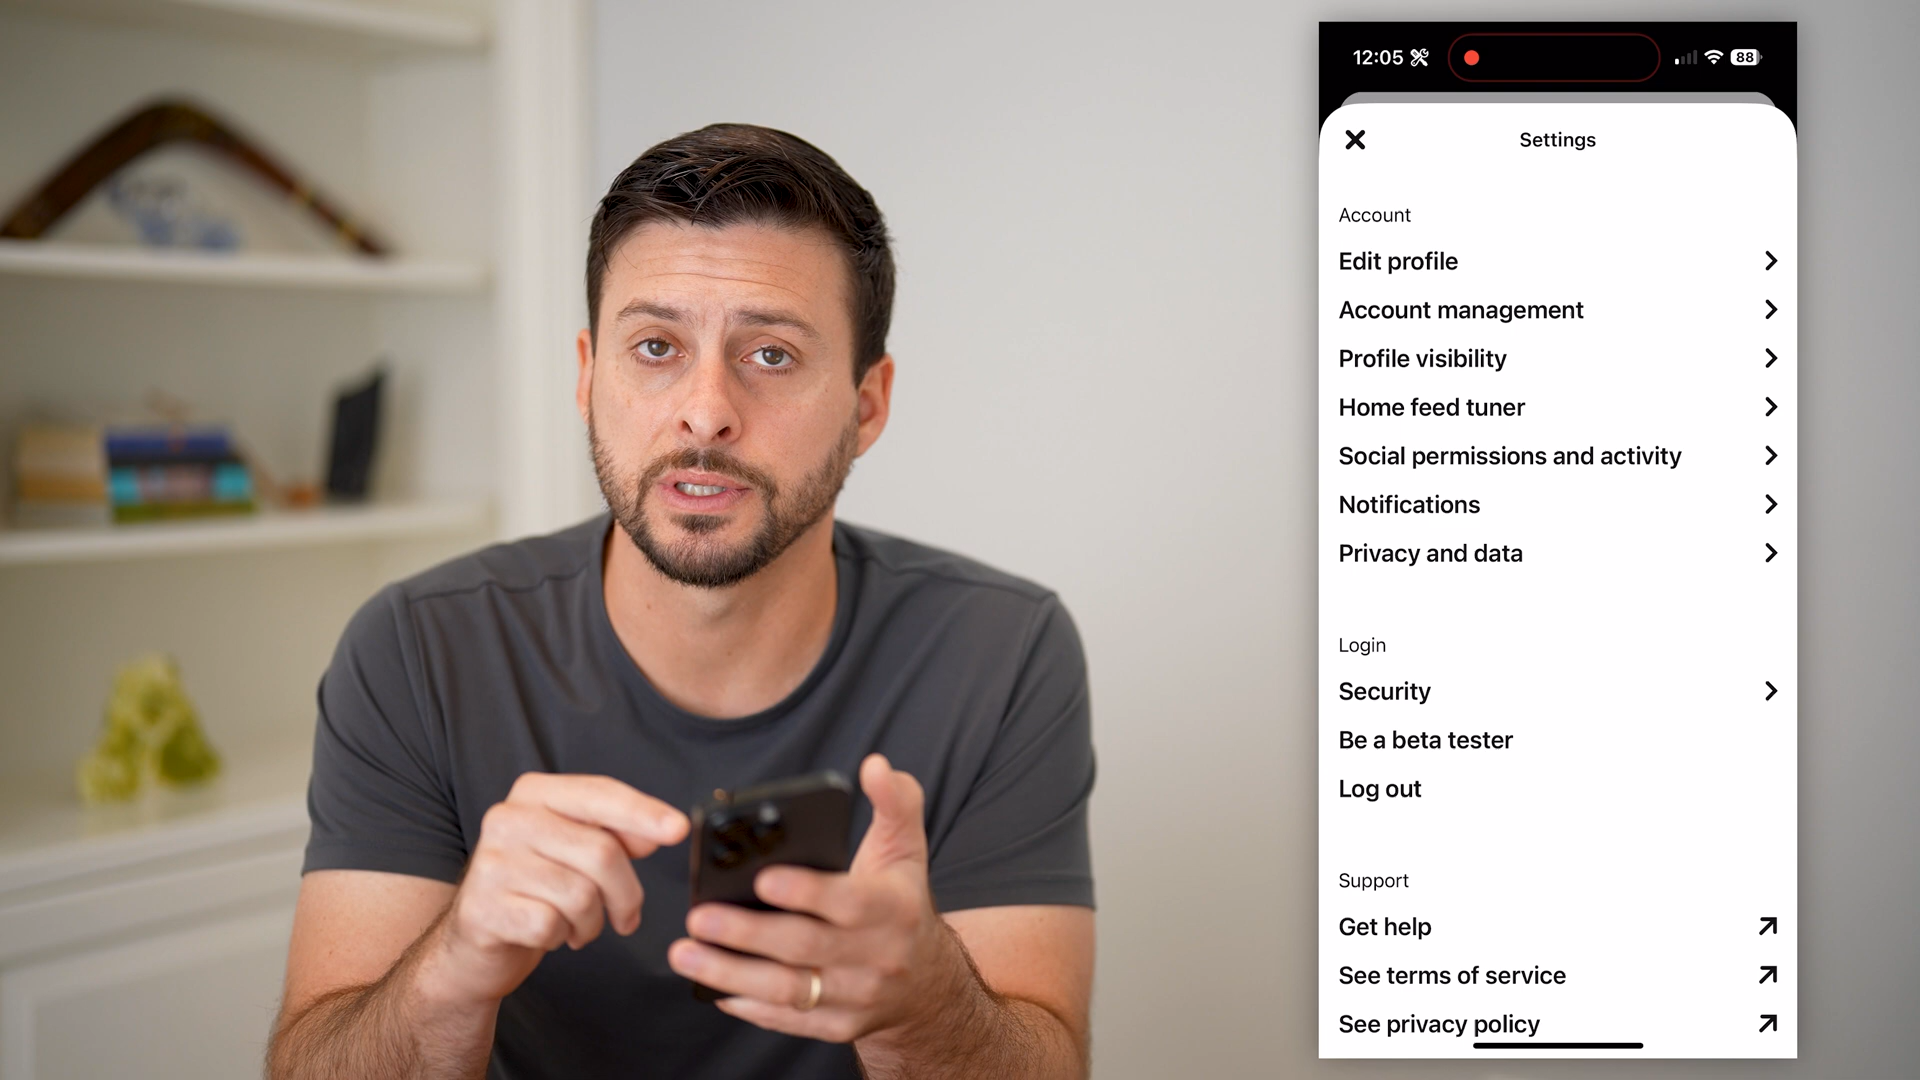 12:05
88
Settings
Account
Edit profile
Account management
Profile visibility
Home feed tuner
Social permissions and activity
Notifications
Privacy and data
Login
Security
Be a beta tester
Log out
Support
Get help
See terms of service
See privacy policy